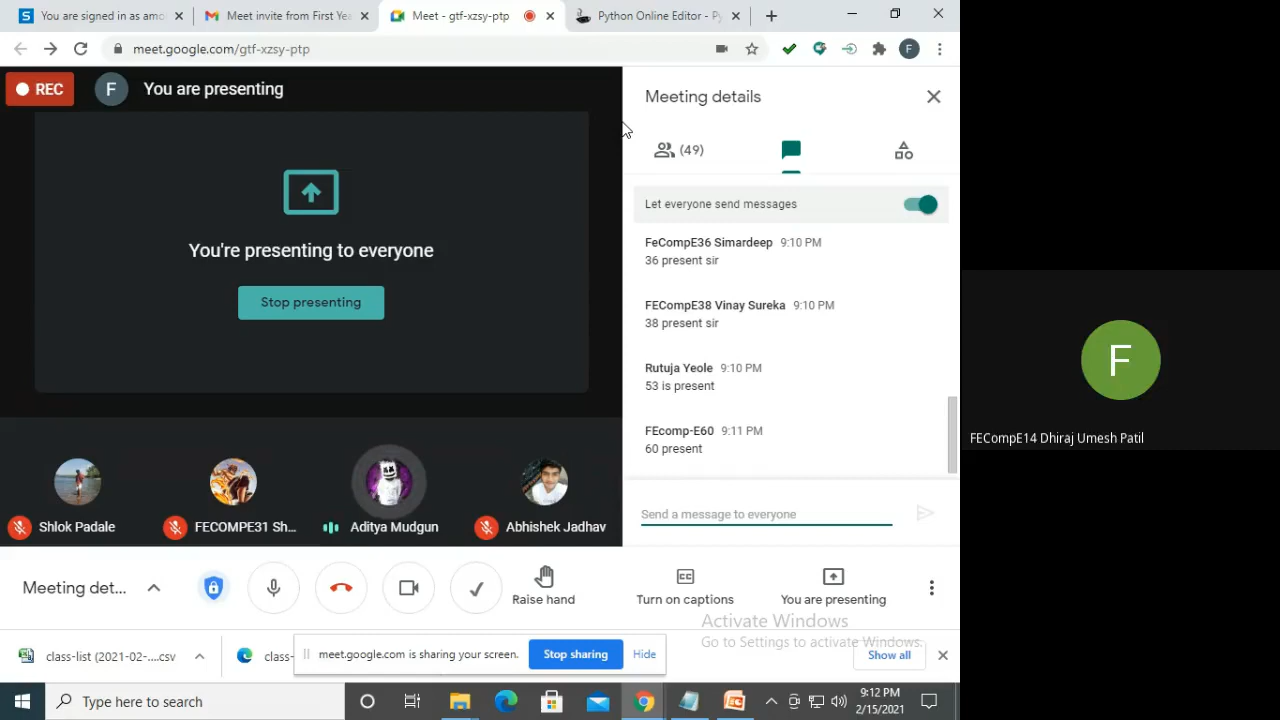 You are signed as amo
Meet invite from First Yea
Meet - gtf-xzsy-ptp
Python Online Editor - Py
meet.google.com/gtf-xzsy-ptp
F
REC
F
You are presenting
You're presenting to everyone
Stop presenting
Shlok Padale
FECOMPE31 Sh...
Aditya Mudgun
Abhishek Jadhav
Meeting details
(49)
Let everyone send messages
FeCompE36 Simardeep 9:10 PM
36 present sir
FECompE38 Vinay Sureka 9:10 PM
38 present sir
Rutuja Yeole 9:10 PM
53 is present
FEcomp-E60 9:11 PM
60 present
Send a message to everyone
F
FECompE14 Dhiraj Umesh Patil
Meeting det...
Raise hand
Turn on captions
You are presenting
Activate Windows
Go to Settings to activate Windows.
class-list (2021-02-....csv
class-
meet.google.com is sharing your screen.
Stop sharing
Hide
Show all
Type here to search
9:12 PM
2/15/2021